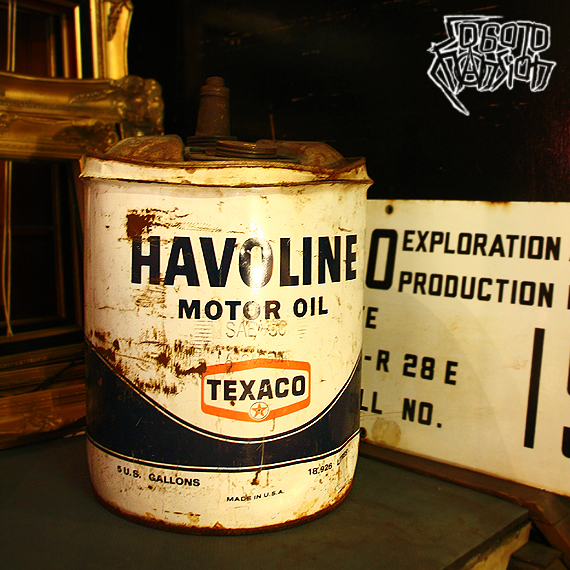 HAVOLINE
MOTOR OIL
TEXACO
5 U.S. GALLONS
18.926
MADE IN U.S.A.
EXPLORATION
PRODUCTION
-R 28 E
LL NO.